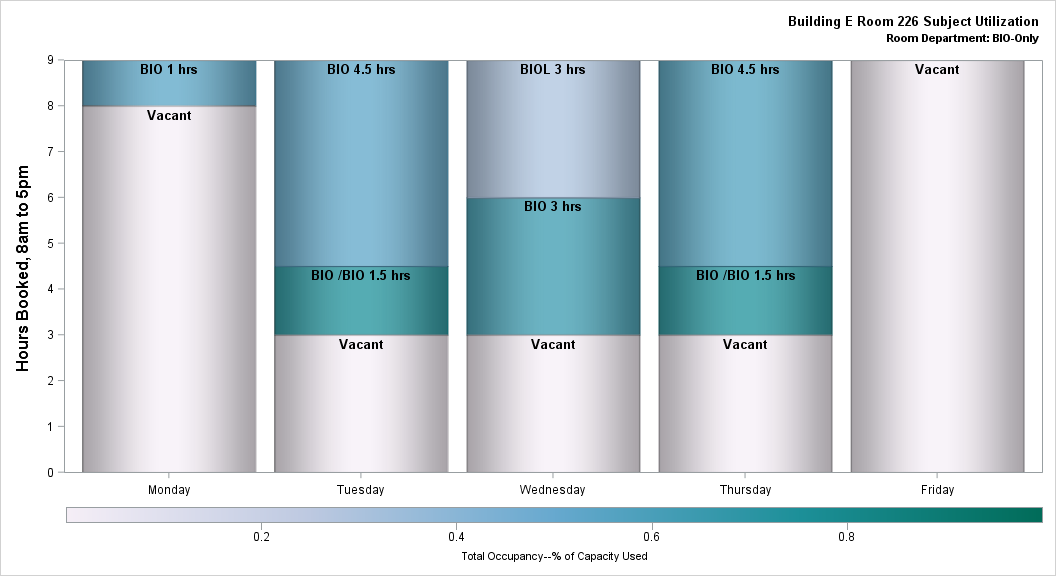 Building E Room 226 Subject Utilization
Room Department: BIO-Only
Hours Booked, 8am to 5pm
9
8
7
6
5
4
3
2
1
0
BIO 1 hrs
Vacant
BIO 4.5 hrs
BIO /BIO 1.5 hrs
Vacant
BIOL 3 hrs
BIO 3 hrs
Vacant
BIO 4.5 hrs
BIO /BIO 1.5 hrs
Vacant
Vacant
Monday Tuesday Wednesday Thursday Friday
0.2 0.4 0.6 0.8
Total Occupancy--% of Capacity Used